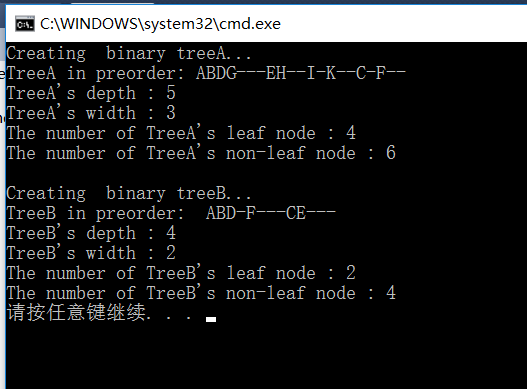 C:\WINDOWS\system32\cmd.exe
Creating  binary treeA...
TreeA in preorder: ABDG---EH--I-K--C-F--
TreeA's depth : 5
TreeA's width : 3
The number of TreeA's leaf node : 4
The number of TreeA's non-leaf node : 6
Creating  binary treeB...
TreeB in preorder:  ABD-F---CE---
TreeB's depth : 4
TreeB's width : 2
The number of TreeB's leaf node : 2
The number of TreeB's non-leaf node : 4
请按任意键继续. . .